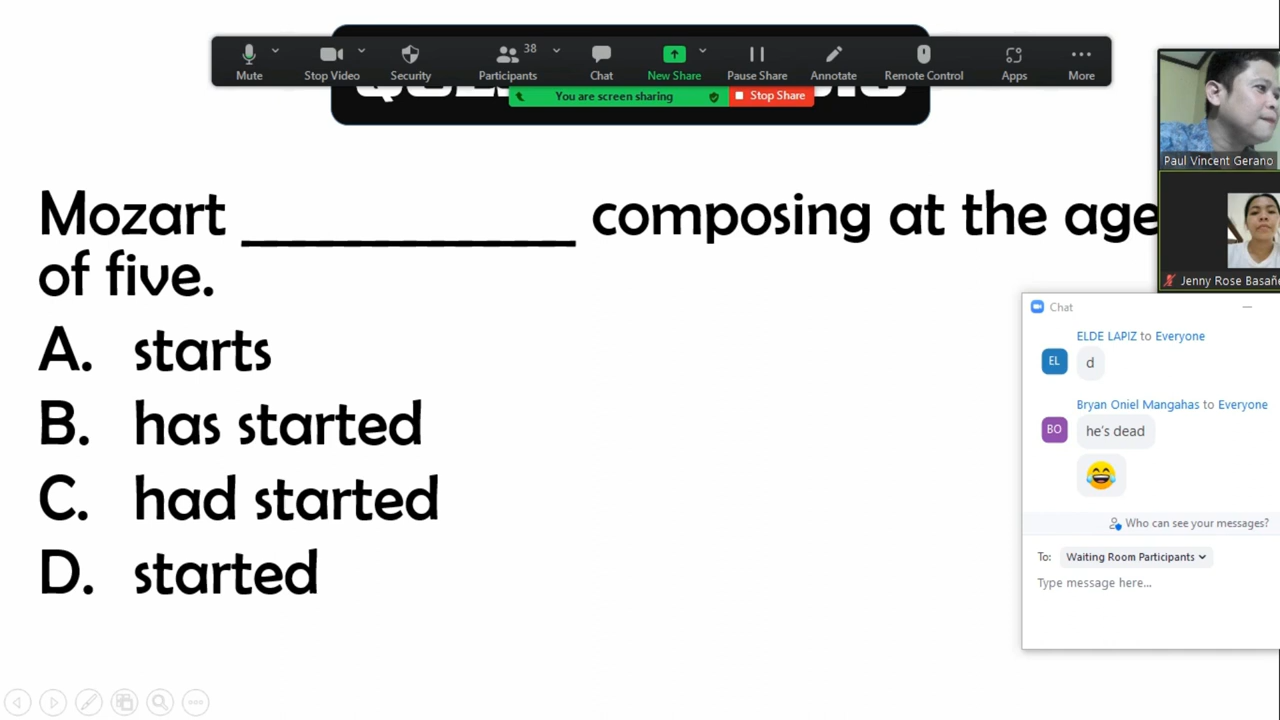 38
Mute
Stop Video
Security
Participants
Chat
New Share
Pause Share
Annotate
Remote Control
Apps
More
You are screen sharing
Stop Share
Paul Vincent Gerano
Mozart ____________ composing at the age
of five.
A. starts
B. has started
C. had started
D. started
Jenny Rose
Chat
ELDE LAPIZ to Everyone
EL
d
Bryan Oniel Mangahas to Everyone
BO
he's dead
Who can see your messages?
To: Waiting Room Participants
Type message here...